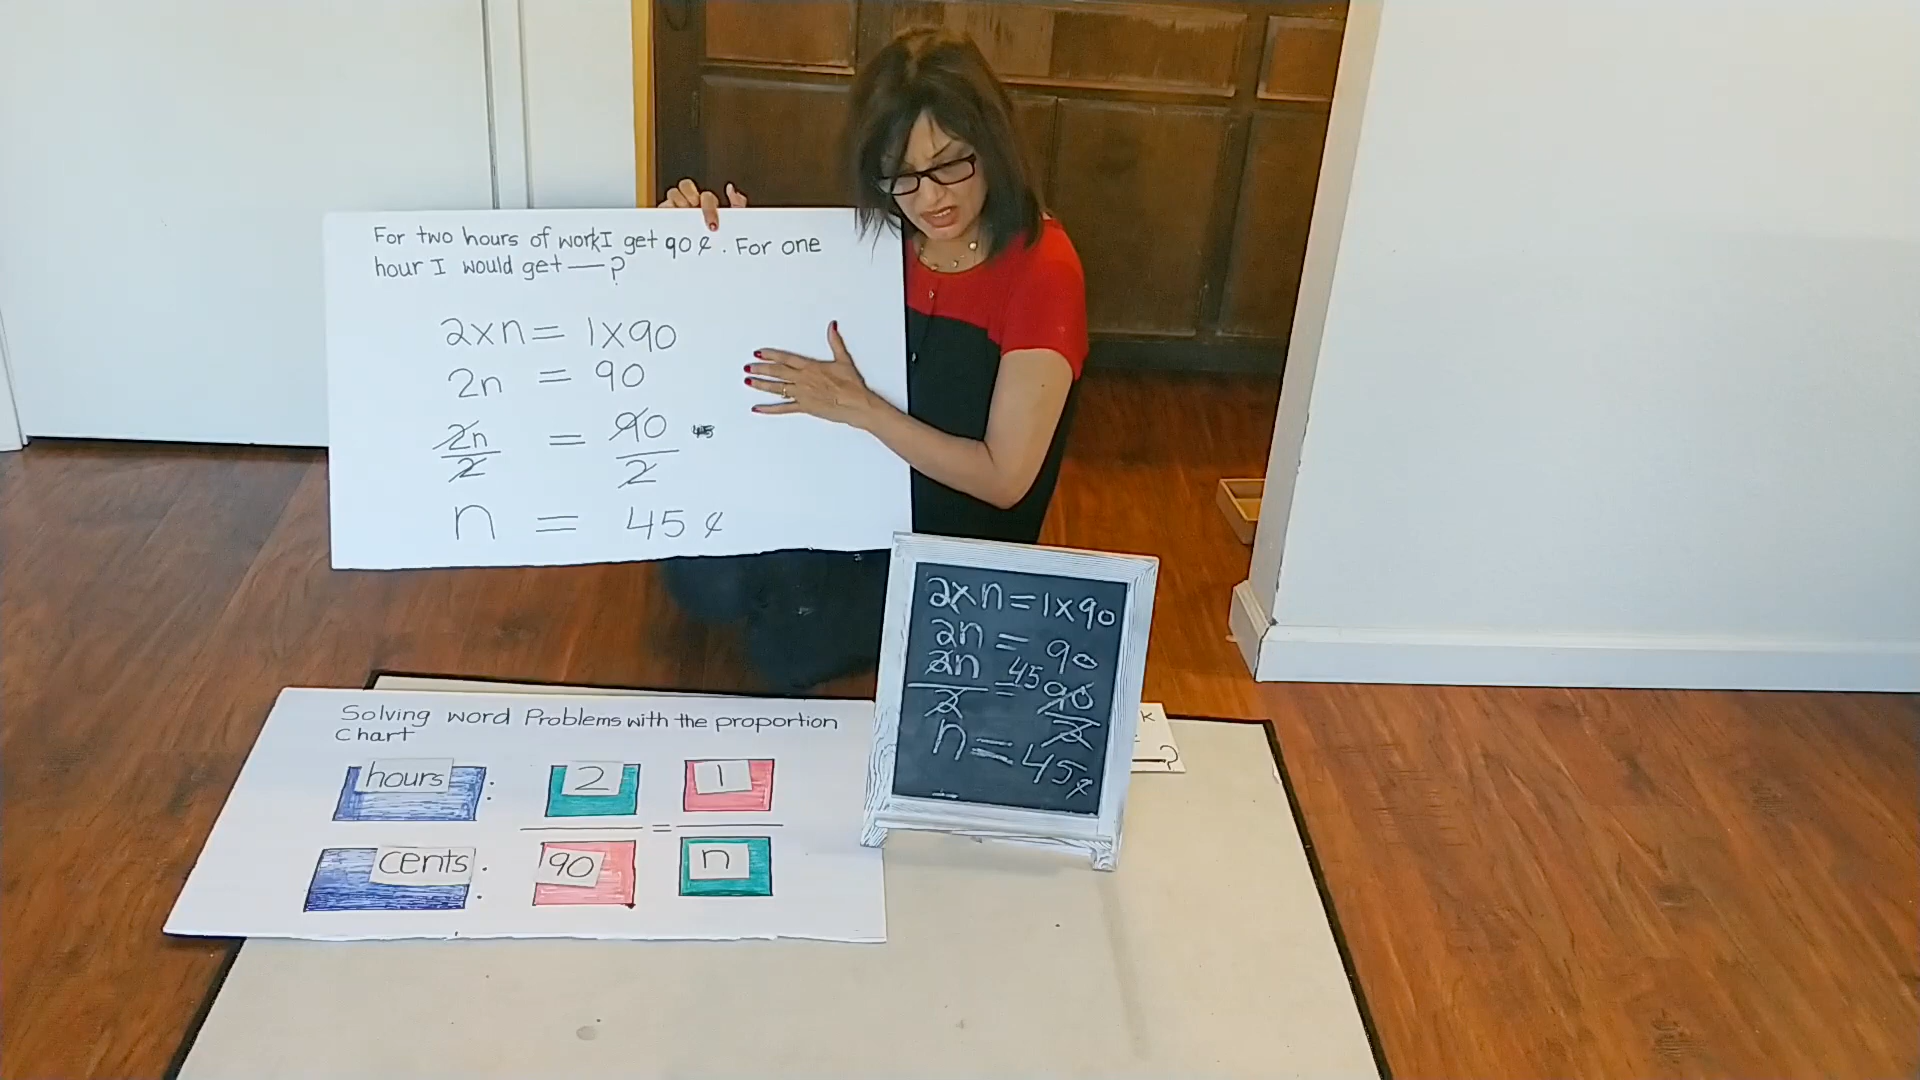 For two hours of work I get 90 ¢. For one
hour I would get — ?
2xn = 1x90
2n = 90
2n = 90 45
2 2
n = 45 ¢
2xn=1x90
2n = 90
2n = 45 90
2 2
n=45¢
K
— ?
Solving word Problems with the proportion
Chart
hours : 2 = 1
cents : 90 n